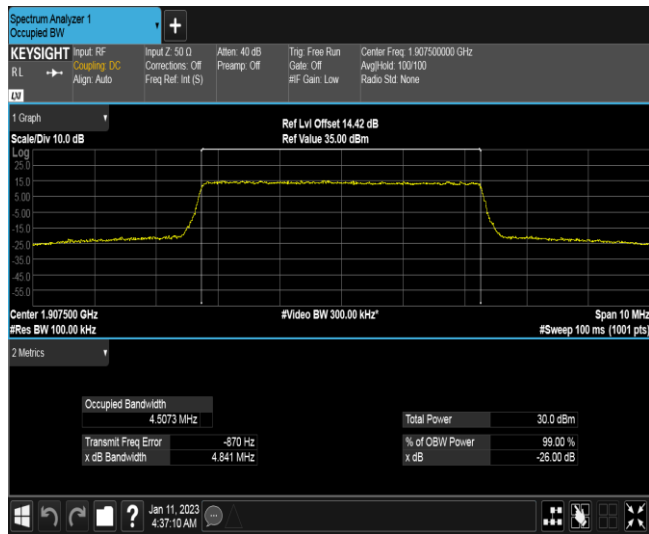 Spectrum Analyzer 1
Occupied BW
+
KEYSIGHT
RL
LXI
Input: RF
Coupling: DC
Align: Auto
Input Z: 50 Ω
Corrections: Off
Freq Ref: Int (S)
Atten: 40 dB
Preamp: Off
Trig: Free Run
Gate: Off
#IF Gain: Low
Center Freq: 1.907500000 GHz
Avg|Hold: 100/100
Radio Std: None
1 Graph
Scale/Div 10.0 dB
Ref Lvl Offset 14.42 dB
Ref Value 35.00 dBm
Log
25.0
15.0
5.00
-5.00
-15.0
-25.0
-35.0
-45.0
-55.0
Center 1.907500 GHz
#Video BW 300.00 kHz*
Span 10 MHz
#Res BW 100.00 kHz
#Sweep 100 ms (1001 pts)
2 Metrics
Occupied Bandwidth
4.5073 MHz
Transmit Freq Error -870 Hz
x dB Bandwidth 4.841 MHz
Total Power 30.0 dBm
% of OBW Power 99.00 %
x dB -26.00 dB
?
Jan 11, 2023
4:37:10 AM